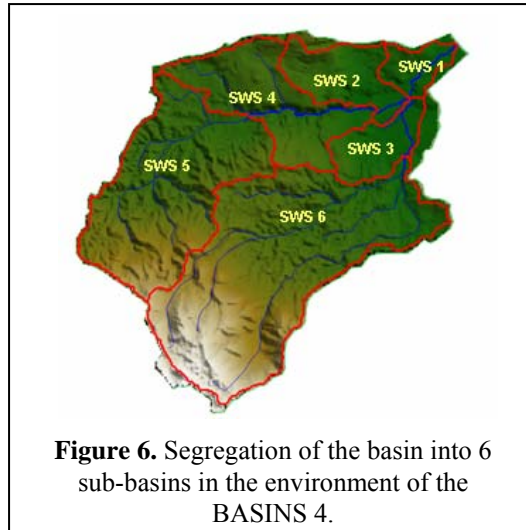 SWS 1
SWS 2
SWS 4
SWS 3
SWS 5
SWS 6
Figure 6. Segregation of the basin into 6
sub-basins in the environment of the
BASINS 4.